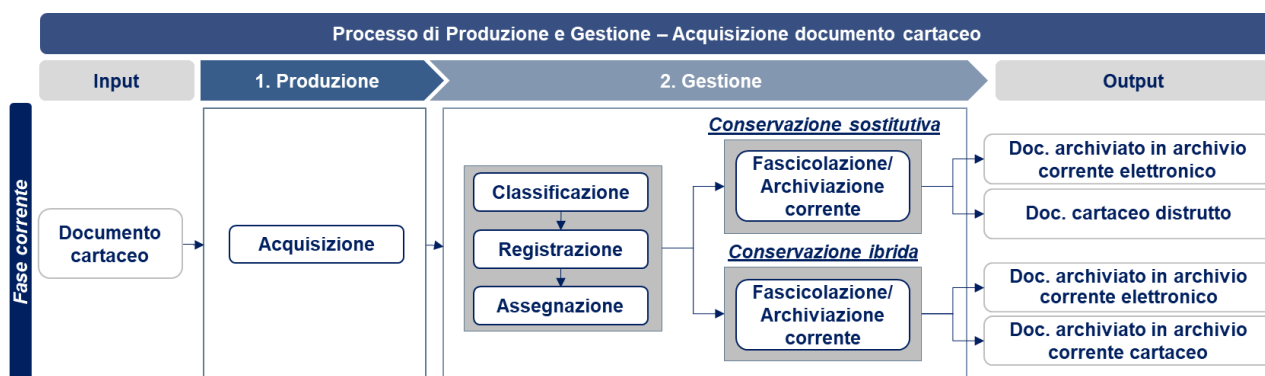 Processo di Produzione e Gestione – Acquisizione documento cartaceo
Input
1. Produzione
2. Gestione
Output
Fase corrente
Documento
cartaceo
Acquisizione
Classificazione
Registrazione
Assegnazione
Conservazione sostitutiva
Fascicolazione/
Archiviazione
corrente
Conservazione ibrida
Fascicolazione/
Archiviazione
corrente
Doc. archiviato in archivio
corrente elettronico
Doc. cartaceo distrutto
Doc. archiviato in archivio
corrente elettronico
Doc. archiviato in archivio
corrente cartaceo